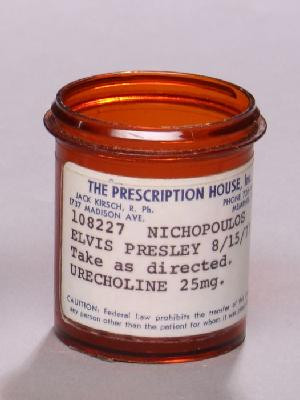 THE PRESCRIPTION HOUSE,
JACK KIRSCH, R. Ph. PHONE
1737 MADISON AVE.
108227 NICHOPOULOS
ELVIS PRESLEY 8/15/7
Take as directed.
URECHOLINE 25mg.
CAUTION: Federal law prohibits the transfer of this
any person other than the patient for whom it was